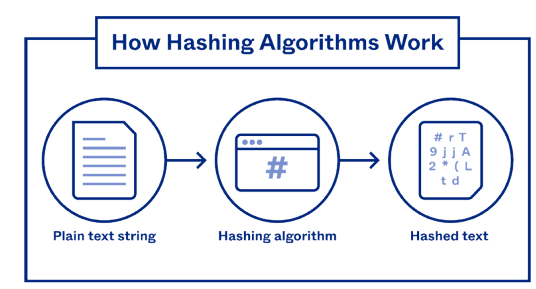 How Hashing Algorithms Work
#
# r T
9 j j A
2 * ( L
t d
Plain text string
Hashing algorithm
Hashed text